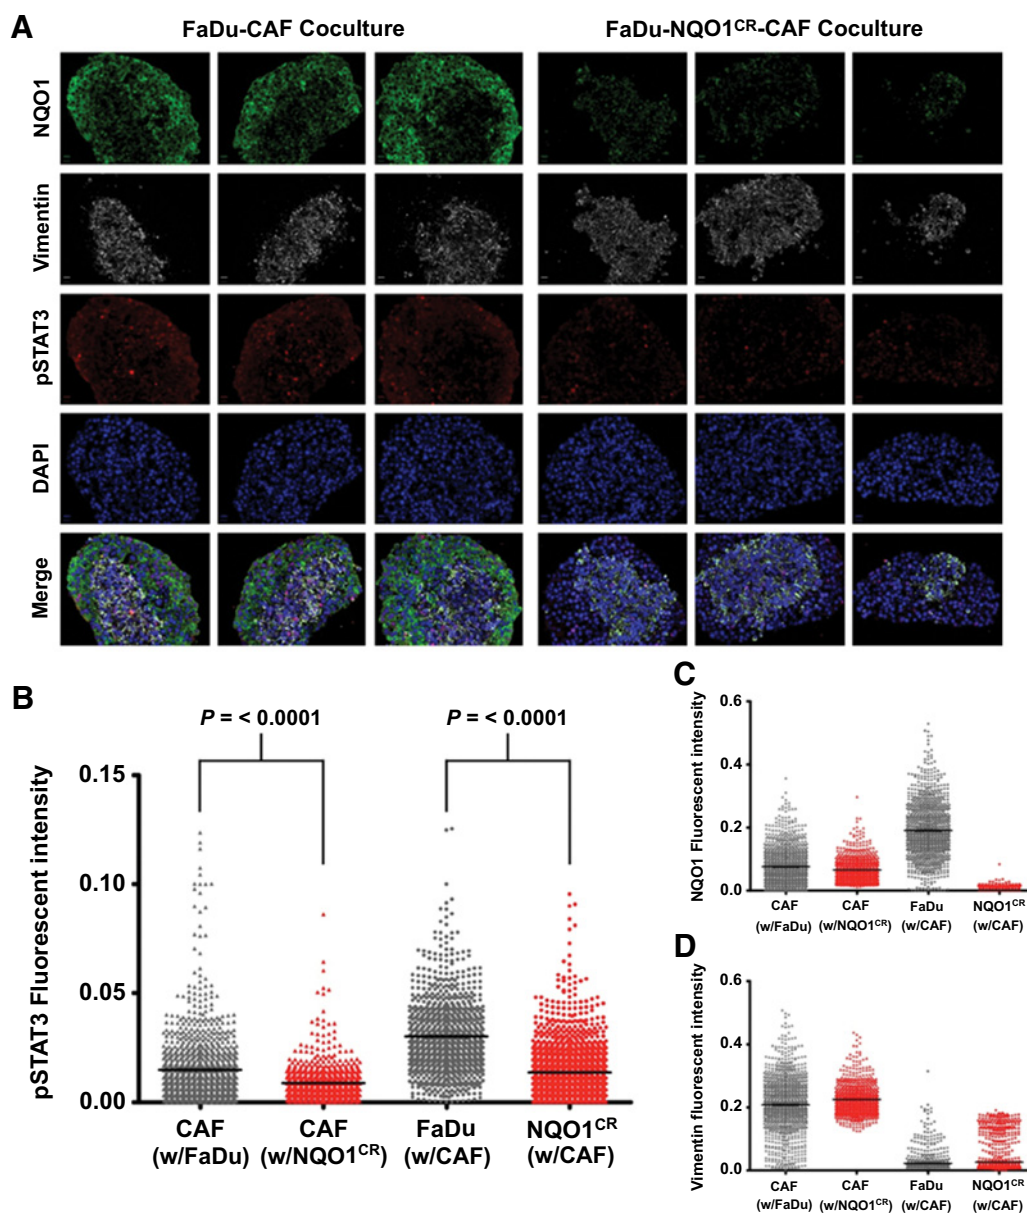 A
FaDu-CAF Coculture
FaDu-NQO1CR-CAF Coculture
NQO1
Vimentin
pSTAT3
DAPI
Merge
B
P = < 0.0001
P = < 0.0001
pSTAT3 Fluorescent intensity
0.15
0.10
0.05
0.00
CAF
(w/FaDu)
CAF
(w/NQO1CR)
FaDu
(w/CAF)
NQO1CR
(w/CAF)
C
NQO1 Fluorescent intensity
0.6
0.4
0.2
0.0
CAF
(w/FaDu)
CAF
(w/NQO1CR)
FaDu
(w/CAF)
NQO1CR
(w/CAF)
D
Vimentin fluorescent intensity
0.6
0.4
0.2
0.0
CAF
(w/FaDu)
CAF
(w/NQO1CR)
FaDu
(w/CAF)
NQO1CR
(w/CAF)